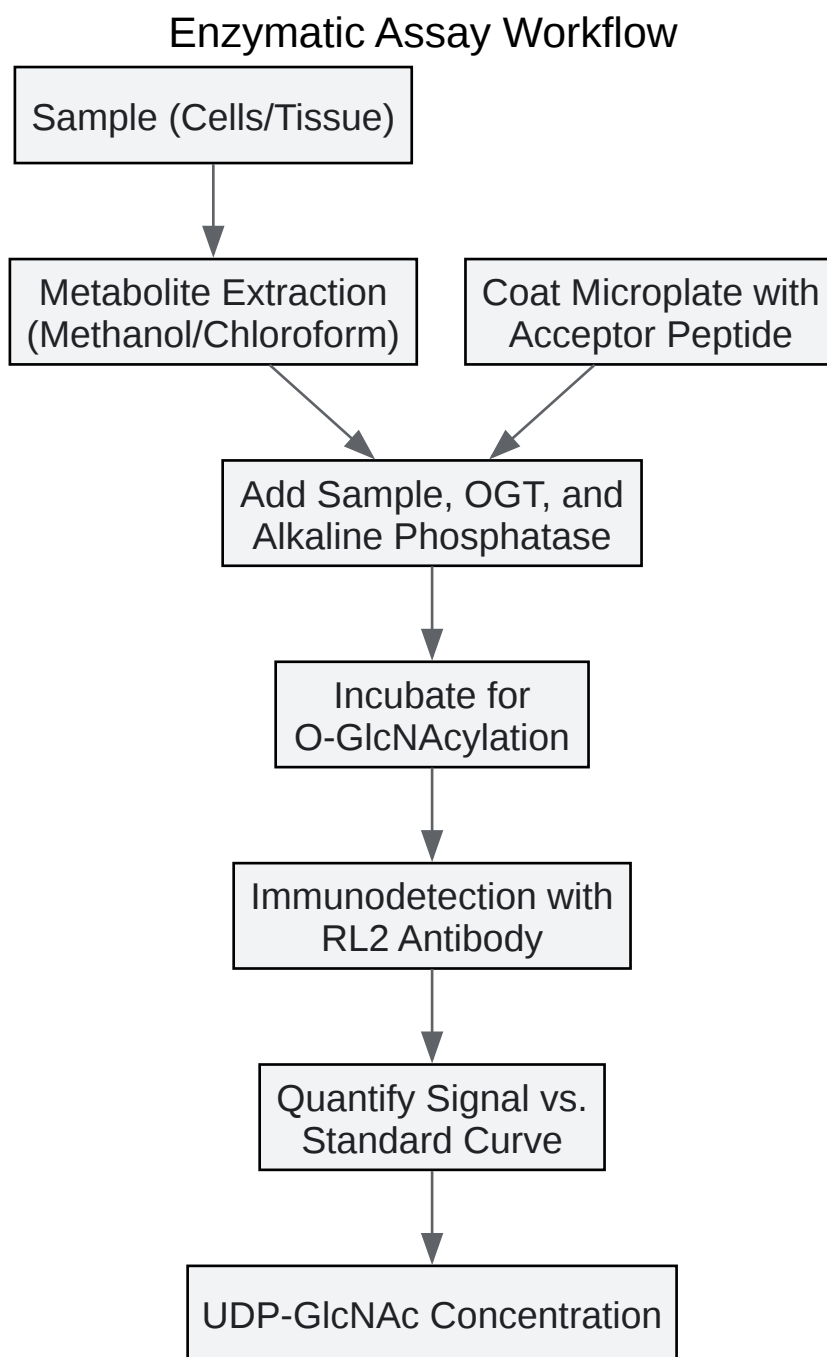 Enzymatic Assay Workflow
Sample (Cells/Tissue)
Metabolite Extraction
(Methanol/Chloroform)
Coat Microplate with
Acceptor Peptide
Add Sample, OGT, and
Alkaline Phosphatase
Incubate for
O-GlcNAcylation
Immunodetection with
RL2 Antibody
Quantify Signal vs.
Standard Curve
UDP-GlcNAc Concentration